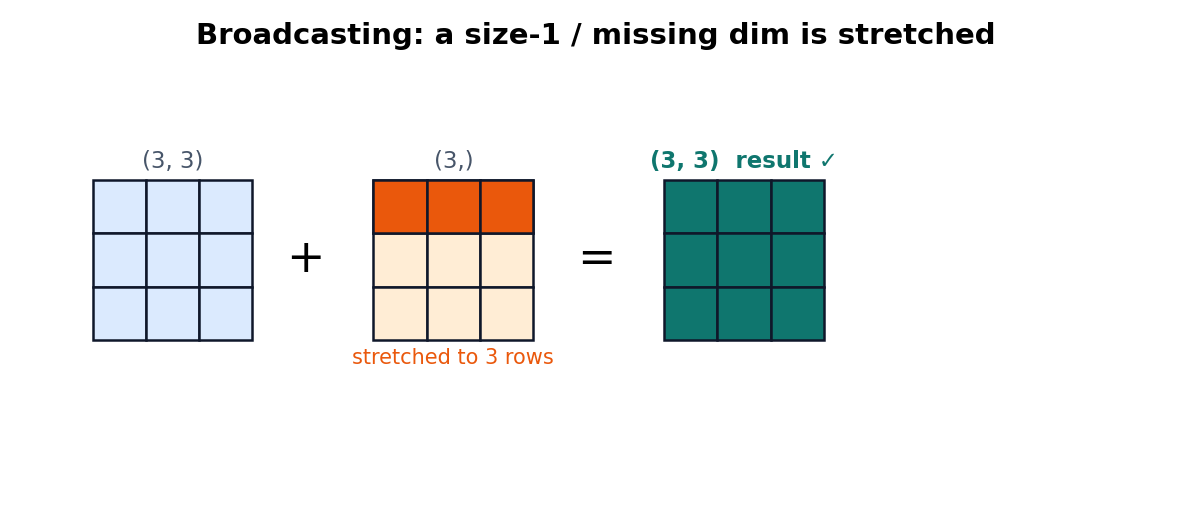 Broadcasting: a size-1 / missing dim is stretched
(3, 3)
(3,)
(3, 3)  result ✓
+
=
stretched to 3 rows